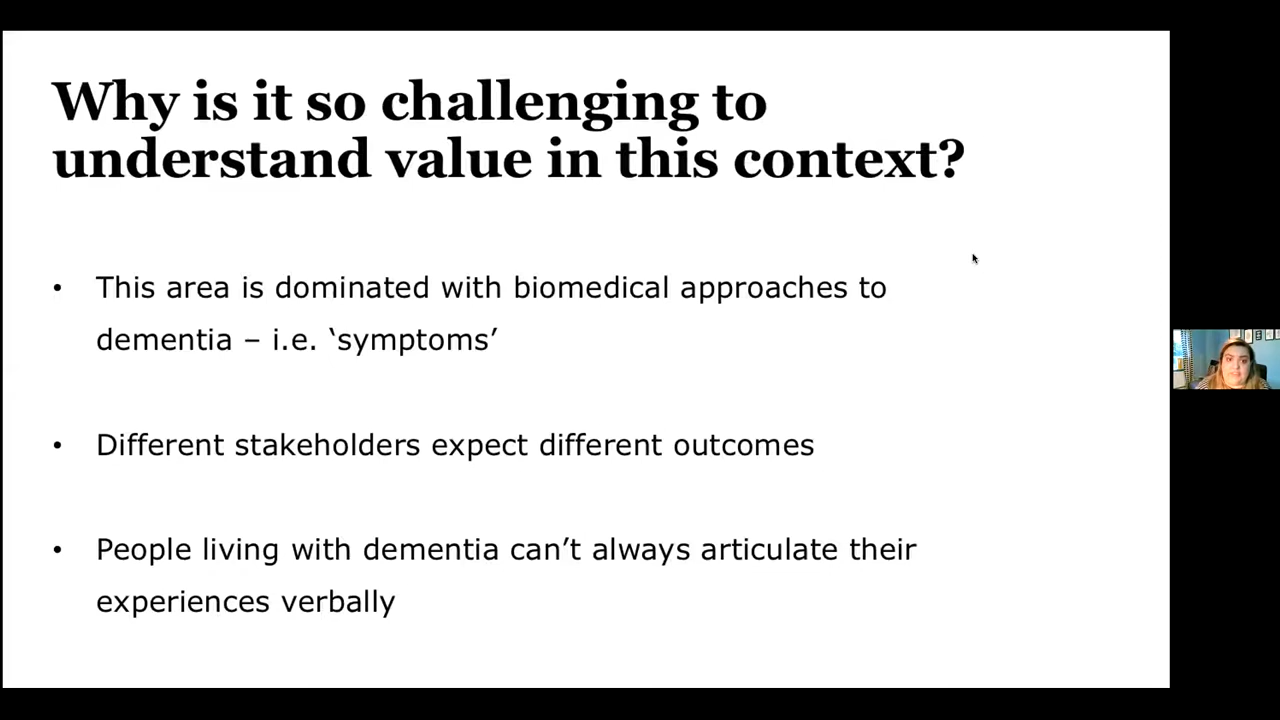 Why is it so challenging to
understand value in this context?
• This area is dominated with biomedical approaches to
dementia – i.e. ‘symptoms’
• Different stakeholders expect different outcomes
• People living with dementia can’t always articulate their
experiences verbally